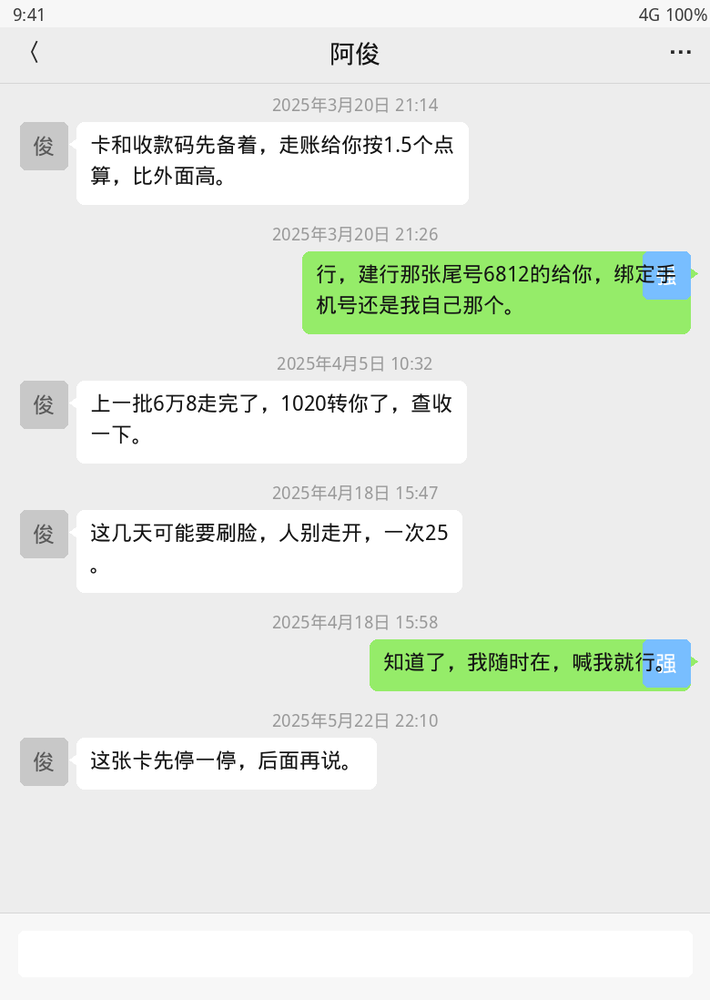 9:41
4G 100%
〈
阿俊
···
2025年3月20日 21:14
俊
卡和收款码先备着，走账给你按1.5个点
算，比外面高。
2025年3月20日 21:26
强
行，建行那张尾号6812的给你，绑定手
机号还是我自己那个。
2025年4月5日 10:32
俊
上一批6万8走完了，1020转你了，查收
一下。
2025年4月18日 15:47
俊
这几天可能要刷脸，人别走开，一次25
。
2025年4月18日 15:58
知道了，我随时在，喊我就行。
强
2025年5月22日 22:10
俊
这张卡先停一停，后面再说。